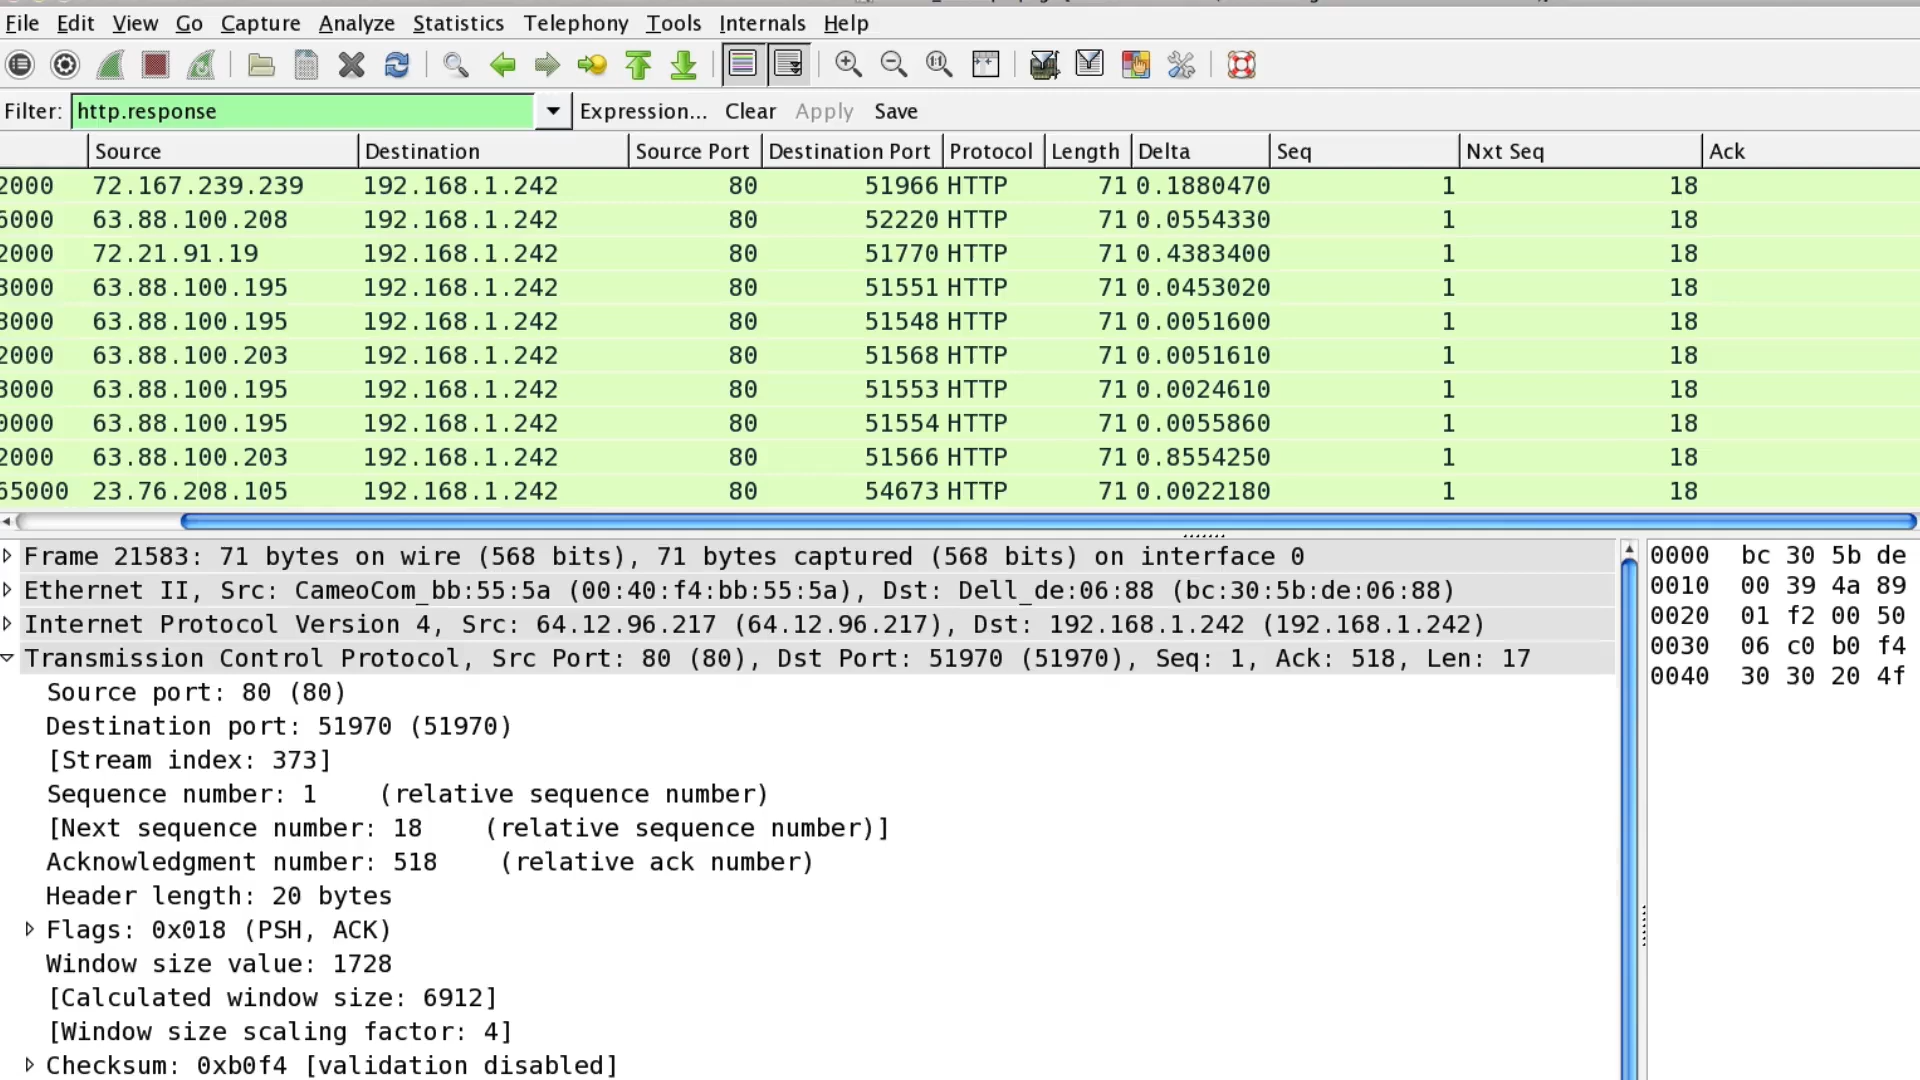 File Edit View Go Capture Analyze Statistics Telephony Tools Internals Help
Filter: http.response Expression... Clear Apply Save
Source Destination Source Port Destination Port Protocol Length Delta Seq Nxt Seq Ack
2000 72.167.239.239 192.168.1.242 80 51966 HTTP 71 0.1880470 1 18
6000 63.88.100.208 192.168.1.242 80 52220 HTTP 71 0.0554330 1 18
2000 72.21.91.19 192.168.1.242 80 51770 HTTP 71 0.4383400 1 18
3000 63.88.100.195 192.168.1.242 80 51551 HTTP 71 0.0453020 1 18
8000 63.88.100.195 192.168.1.242 80 51548 HTTP 71 0.0051600 1 18
2000 63.88.100.203 192.168.1.242 80 51568 HTTP 71 0.0051610 1 18
3000 63.88.100.195 192.168.1.242 80 51553 HTTP 71 0.0024610 1 18
0000 63.88.100.195 192.168.1.242 80 51554 HTTP 71 0.0055860 1 18
2000 63.88.100.203 192.168.1.242 80 51566 HTTP 71 0.8554250 1 18
65000 23.76.208.105 192.168.1.242 80 54673 HTTP 71 0.0022180 1 18
Frame 21583: 71 bytes on wire (568 bits), 71 bytes captured (568 bits) on interface 0
Ethernet II, Src: CameoCom_bb:55:5a (00:40:f4:bb:55:5a), Dst: Dell_de:06:88 (bc:30:5b:de:06:88)
Internet Protocol Version 4, Src: 64.12.96.217 (64.12.96.217), Dst: 192.168.1.242 (192.168.1.242)
Transmission Control Protocol, Src Port: 80 (80), Dst Port: 51970 (51970), Seq: 1, Ack: 518, Len: 17
Source port: 80 (80)
Destination port: 51970 (51970)
[Stream index: 373]
Sequence number: 1 (relative sequence number)
[Next sequence number: 18 (relative sequence number)]
Acknowledgment number: 518 (relative ack number)
Header length: 20 bytes
Flags: 0x018 (PSH, ACK)
Window size value: 1728
[Calculated window size: 6912]
[Window size scaling factor: 4]
Checksum: 0xb0f4 [validation disabled]
0000 bc 30 5b de
0010 00 39 4a 89
0020 01 f2 00 50
0030 06 c0 b0 f4
0040 30 30 20 4f